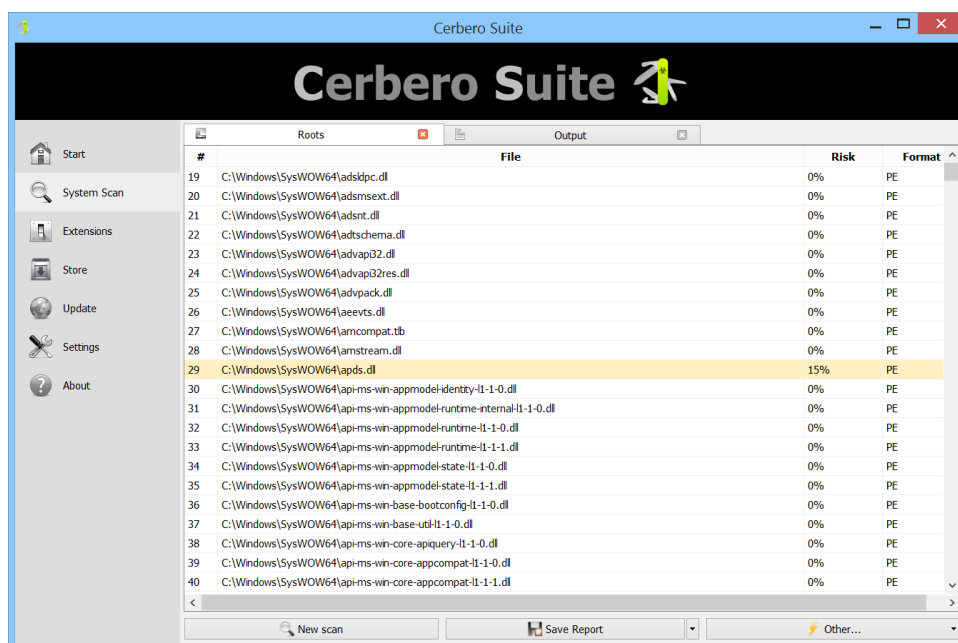 Cerbero Suite
Cerbero Suite
Start
System Scan
Extensions
Store
Update
Settings
About
Roots Output
# File Risk Format
19 C:\Windows\SysWOW64\adsldpc.dll 0% PE
20 C:\Windows\SysWOW64\adsmsext.dll 0% PE
21 C:\Windows\SysWOW64\adsnt.dll 0% PE
22 C:\Windows\SysWOW64\adtschema.dll 0% PE
23 C:\Windows\SysWOW64\advapi32.dll 0% PE
24 C:\Windows\SysWOW64\advapi32res.dll 0% PE
25 C:\Windows\SysWOW64\advpack.dll 0% PE
26 C:\Windows\SysWOW64\aeevts.dll 0% PE
27 C:\Windows\SysWOW64\amcompat.tlb 0% PE
28 C:\Windows\SysWOW64\amstream.dll 0% PE
29 C:\Windows\SysWOW64\apds.dll 15% PE
30 C:\Windows\SysWOW64\api-ms-win-appmodel-identity-l1-1-0.dll 0% PE
31 C:\Windows\SysWOW64\api-ms-win-appmodel-runtime-internal-l1-1-0.dll 0% PE
32 C:\Windows\SysWOW64\api-ms-win-appmodel-runtime-l1-1-0.dll 0% PE
33 C:\Windows\SysWOW64\api-ms-win-appmodel-runtime-l1-1-1.dll 0% PE
34 C:\Windows\SysWOW64\api-ms-win-appmodel-state-l1-1-0.dll 0% PE
35 C:\Windows\SysWOW64\api-ms-win-appmodel-state-l1-1-1.dll 0% PE
36 C:\Windows\SysWOW64\api-ms-win-base-bootconfig-l1-1-0.dll 0% PE
37 C:\Windows\SysWOW64\api-ms-win-base-util-l1-1-0.dll 0% PE
38 C:\Windows\SysWOW64\api-ms-win-core-apiquery-l1-1-0.dll 0% PE
39 C:\Windows\SysWOW64\api-ms-win-core-appcompat-l1-1-0.dll 0% PE
40 C:\Windows\SysWOW64\api-ms-win-core-appcompat-l1-1-1.dll 0% PE
New scan Save Report Other...